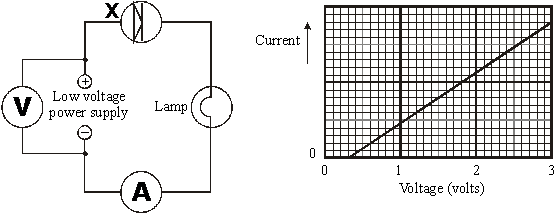 X
+
Low voltage
power supply
−
V
Lamp
A
Current
0
0 1 2 3
Voltage (volts)